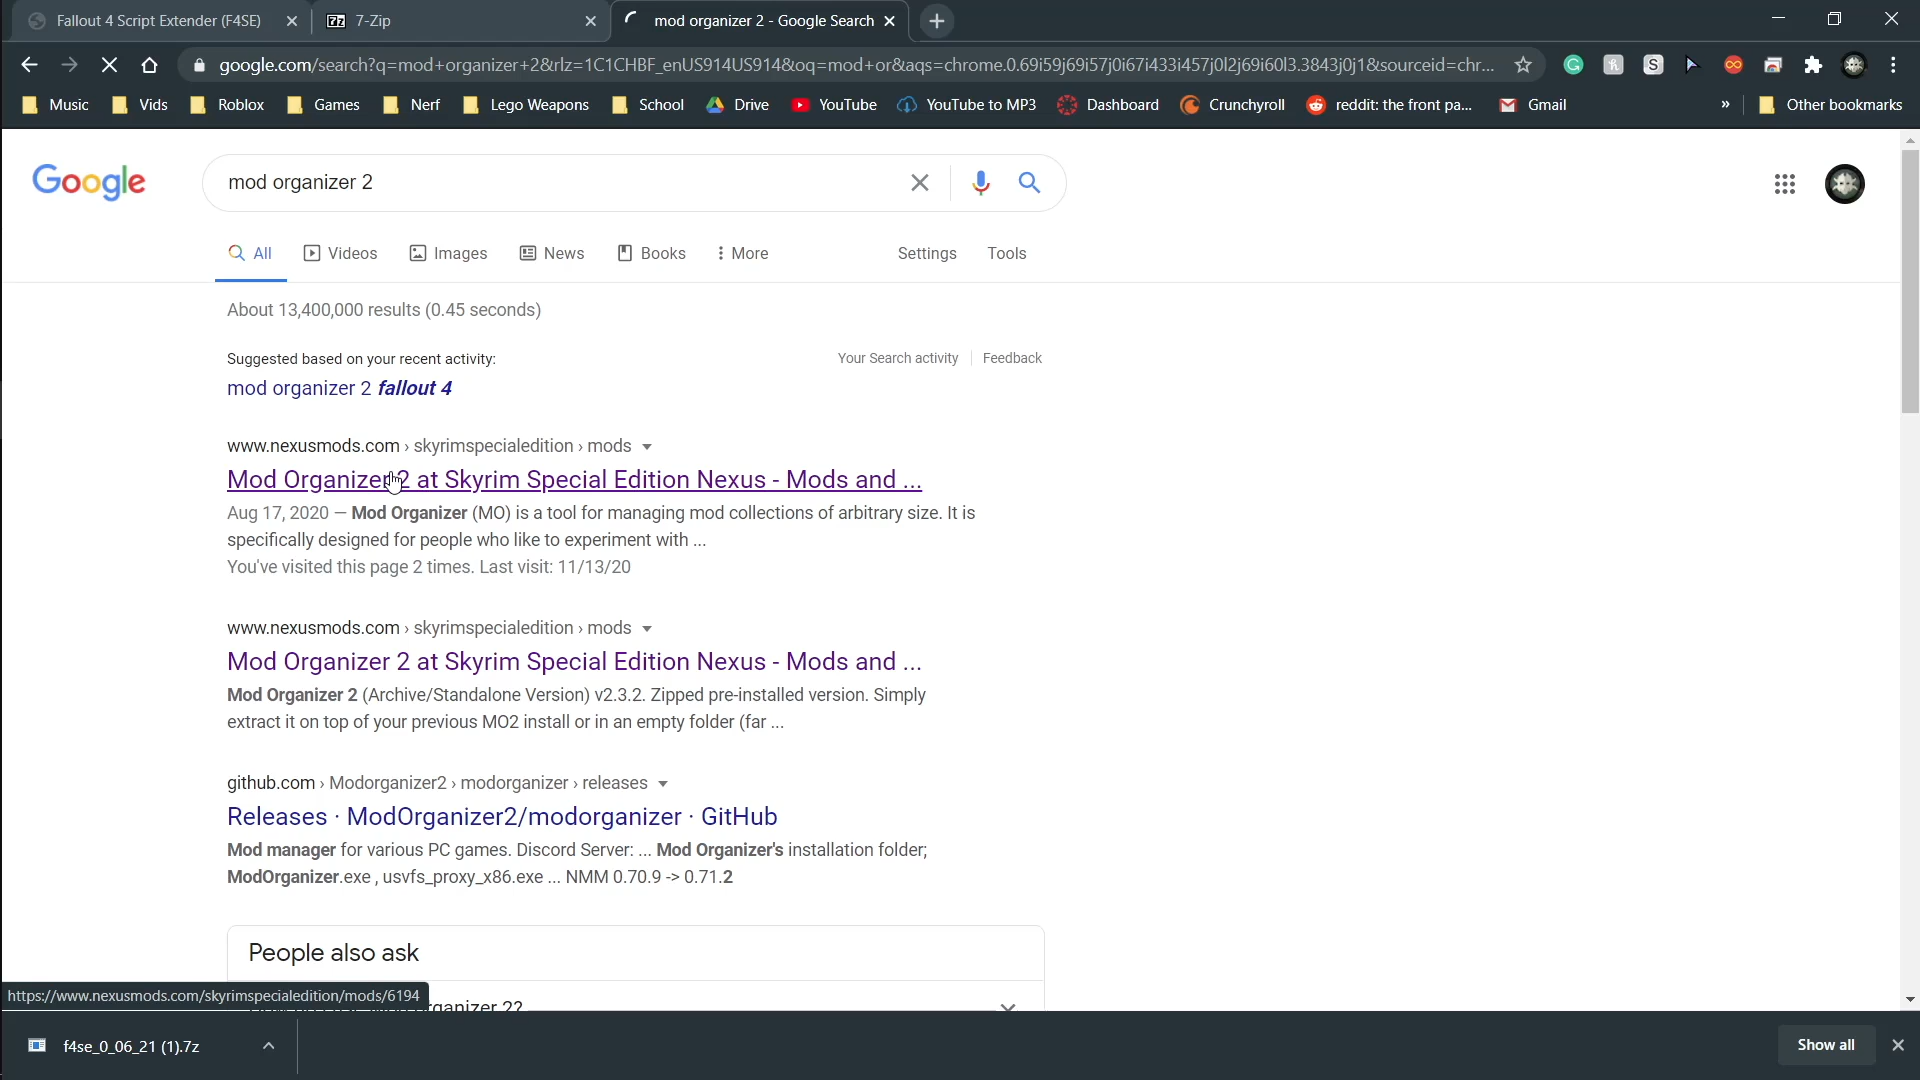 Fallout 4 Script Extender (F4SE)
7-Zip
mod organizer 2 - Google Search
google.com/search?q=mod+organizer+2&rlz=1C1CHBF_enUS914US914&oq=mod+or&aqs=chrome.0.69i59j69i57j0i67i433i457j0l2j69i60l3.3843j0j1&sourceid=chr...
Music Vids Roblox Games Nerf Lego Weapons School Drive YouTube YouTube to MP3 Dashboard Crunchyroll reddit: the front pa... Gmail » Other bookmarks
Google
mod organizer 2
All Videos Images News Books More Settings Tools
About 13,400,000 results (0.45 seconds)
Suggested based on your recent activity: Your Search activity Feedback
mod organizer 2 fallout 4
www.nexusmods.com › skyrimspecialedition › mods
Mod Organizer 2 at Skyrim Special Edition Nexus - Mods and ...
Aug 17, 2020 — Mod Organizer (MO) is a tool for managing mod collections of arbitrary size. It is
specifically designed for people who like to experiment with ...
You've visited this page 2 times. Last visit: 11/13/20
www.nexusmods.com › skyrimspecialedition › mods
Mod Organizer 2 at Skyrim Special Edition Nexus - Mods and ...
Mod Organizer 2 (Archive/Standalone Version) v2.3.2. Zipped pre-installed version. Simply
extract it on top of your previous MO2 install or in an empty folder (far ...
github.com › Modorganizer2 › modorganizer › releases
Releases · ModOrganizer2/modorganizer · GitHub
Mod manager for various PC games. Discord Server: ... Mod Organizer's installation folder;
ModOrganizer.exe , usvfs_proxy_x86.exe ... NMM 0.70.9 -> 0.71.2
People also ask
https://www.nexusmods.com/skyrimspecialedition/mods/6194
rganizer 2?
f4se_0_06_21 (1).7z
Show all